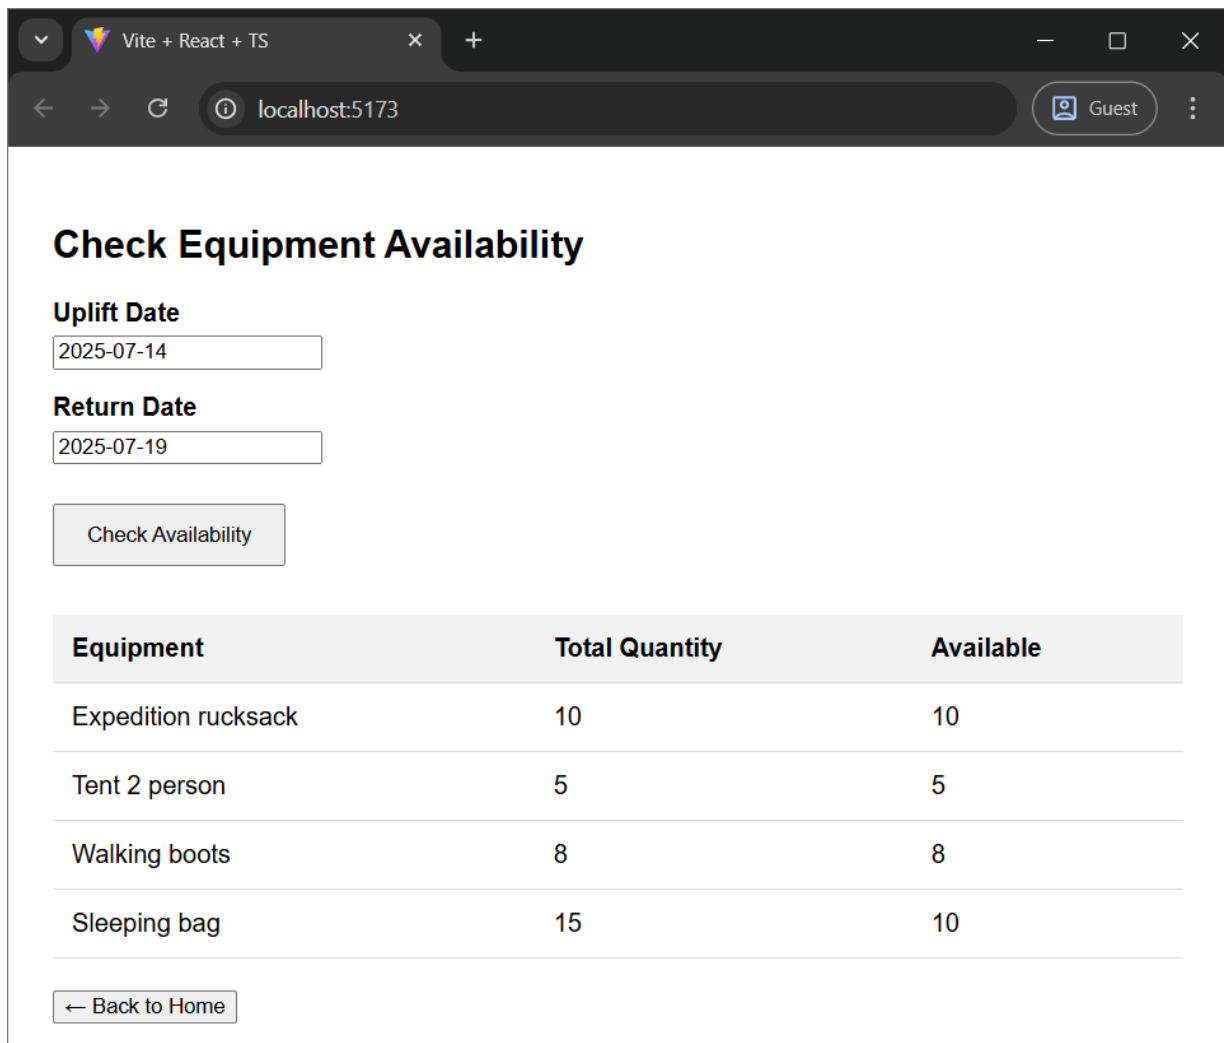 Vite + React + TS
localhost:5173
Guest
Check Equipment Availability
Uplift Date
2025-07-14
Return Date
2025-07-19
Check Availability
Equipment Total Quantity Available
Expedition rucksack 10 10
Tent 2 person 5 5
Walking boots 8 8
Sleeping bag 15 10
← Back to Home